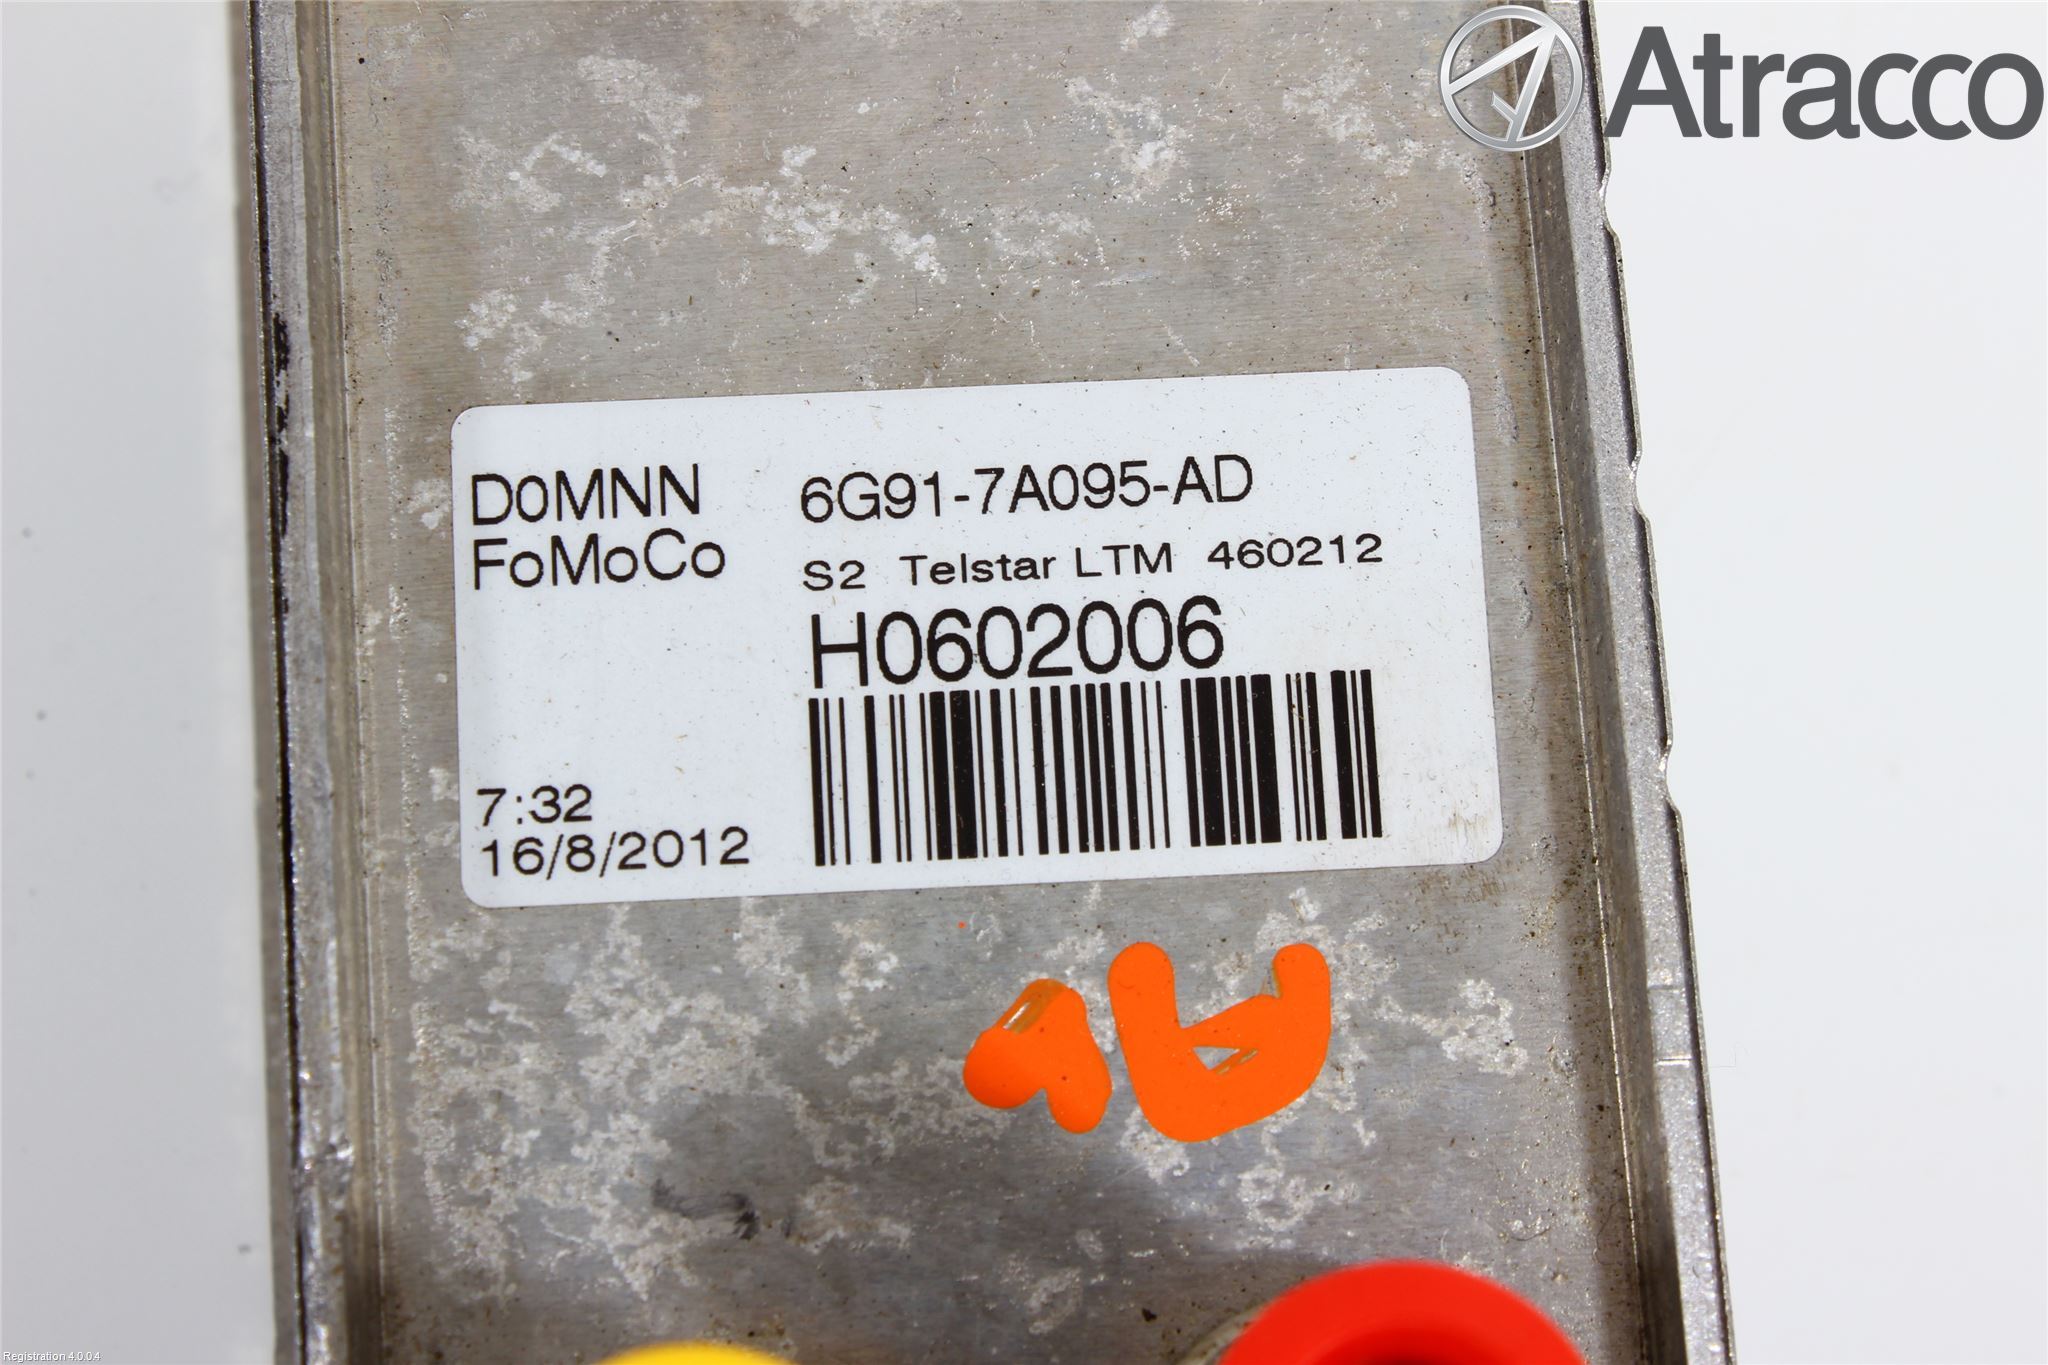 Atracco
D0MNN 6G91-7A095-AD
FoMoCo S2 Telstar LTM 460212
H0602006
7:32
16/8/2012
Registration 4.0.0.4